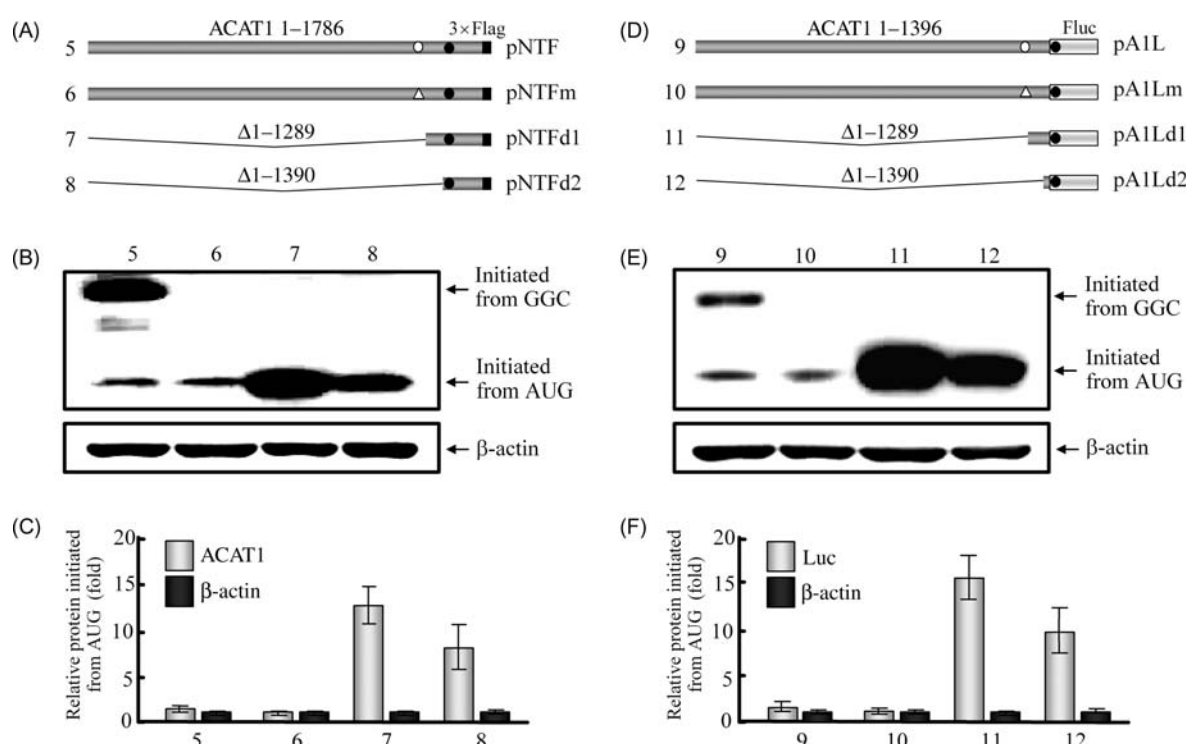 (A)
ACAT1 1–1786
3×Flag
5
pNTF
6
pNTFm
7
Δ1–1289
pNTFd1
8
Δ1–1390
pNTFd2
(B)
5 6 7 8
Initiated
from GGC
Initiated
from AUG
β-actin
(C)
Relative protein initiated
from AUG (fold)
20
15
10
5
0
ACAT1
β-actin
5 6 7 8
(D)
ACAT1 1–1396
Fluc
9
pA1L
10
pA1Lm
11
Δ1–1289
pA1Ld1
12
Δ1–1390
pA1Ld2
(E)
9 10 11 12
Initiated
from GGC
Initiated
from AUG
β-actin
(F)
Relative protein initiated
from AUG (fold)
20
15
10
5
0
Luc
β-actin
9 10 11 12